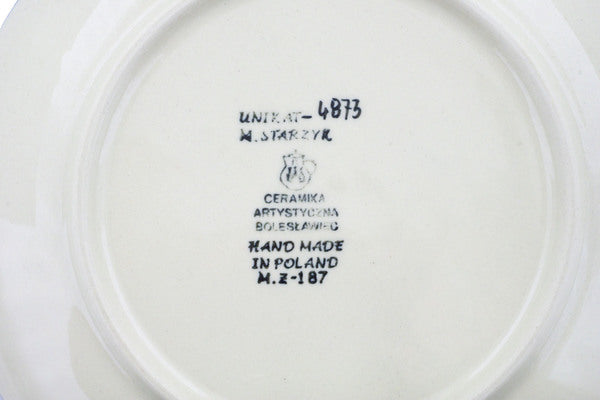 UNIKAT-4873
M. STARZYK
CERAMIKA
ARTYSTYCZNA
BOLESŁAWIEC
HAND MADE
IN POLAND
M.Z-187